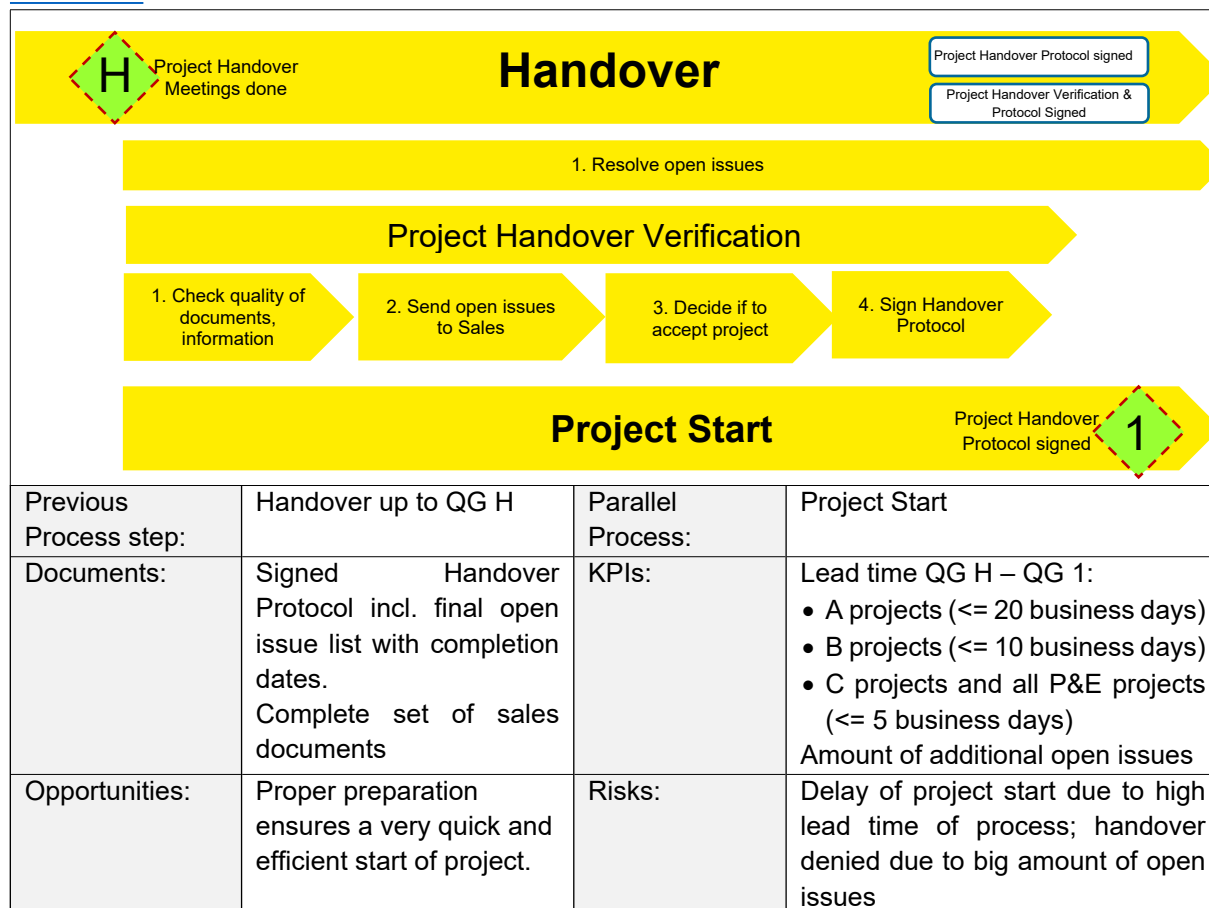 H
Project Handover
Meetings done
Handover
Project Handover Protocol signed
Project Handover Verification &
Protocol Signed
1. Resolve open issues
Project Handover Verification
1. Check quality of
documents,
information
2. Send open issues
to Sales
3. Decide if to
accept project
4. Sign Handover
Protocol
Project Start
Project Handover
Protocol signed
1
Previous
Process step:
Handover up to QG H
Parallel
Process:
Project Start
Documents:
Signed Handover
Protocol incl. final open
issue list with completion
dates.
Complete set of sales
documents
KPIs:
Lead time QG H – QG 1:
• A projects (<= 20 business days)
• B projects (<= 10 business days)
• C projects and all P&E projects
(<= 5 business days)
Amount of additional open issues
Opportunities:
Proper preparation
ensures a very quick and
efficient start of project.
Risks:
Delay of project start due to high
lead time of process; handover
denied due to big amount of open
issues